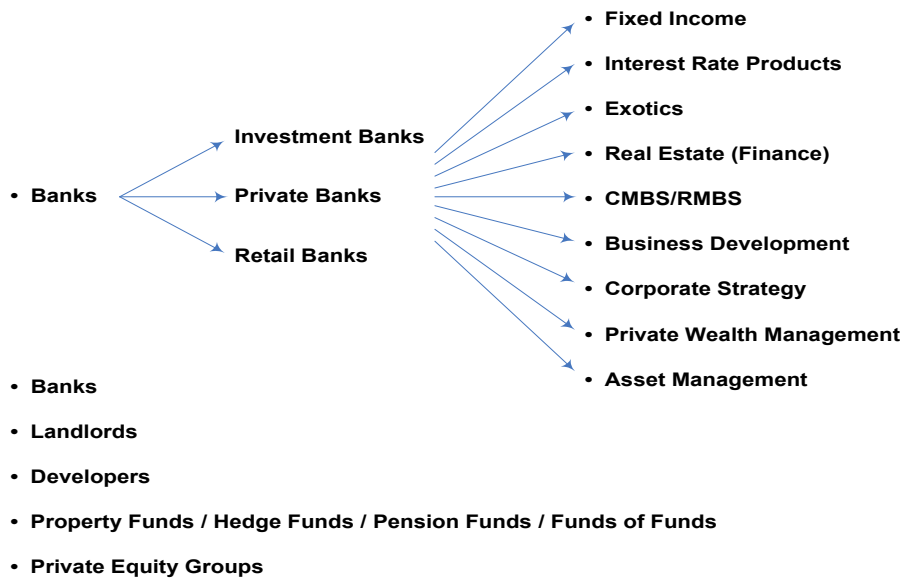 • Banks
Investment Banks
Private Banks
Retail Banks
• Fixed Income
• Interest Rate Products
• Exotics
• Real Estate (Finance)
• CMBS/RMBS
• Business Development
• Corporate Strategy
• Private Wealth Management
• Asset Management
• Banks
• Landlords
• Developers
• Property Funds / Hedge Funds / Pension Funds / Funds of Funds
• Private Equity Groups